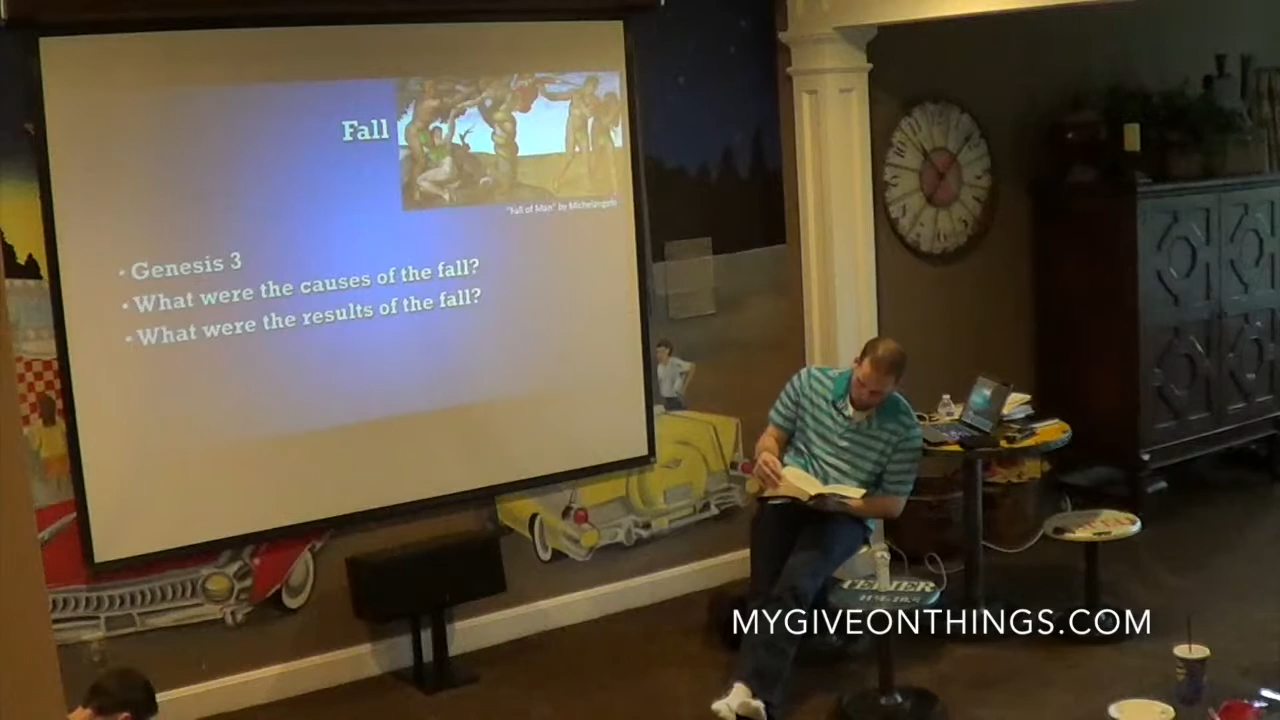 Fall
"Fall of Man" by Michelangelo
• Genesis 3
• What were the causes of the fall?
• What were the results of the fall?
MYGIVEONTHINGS.COM